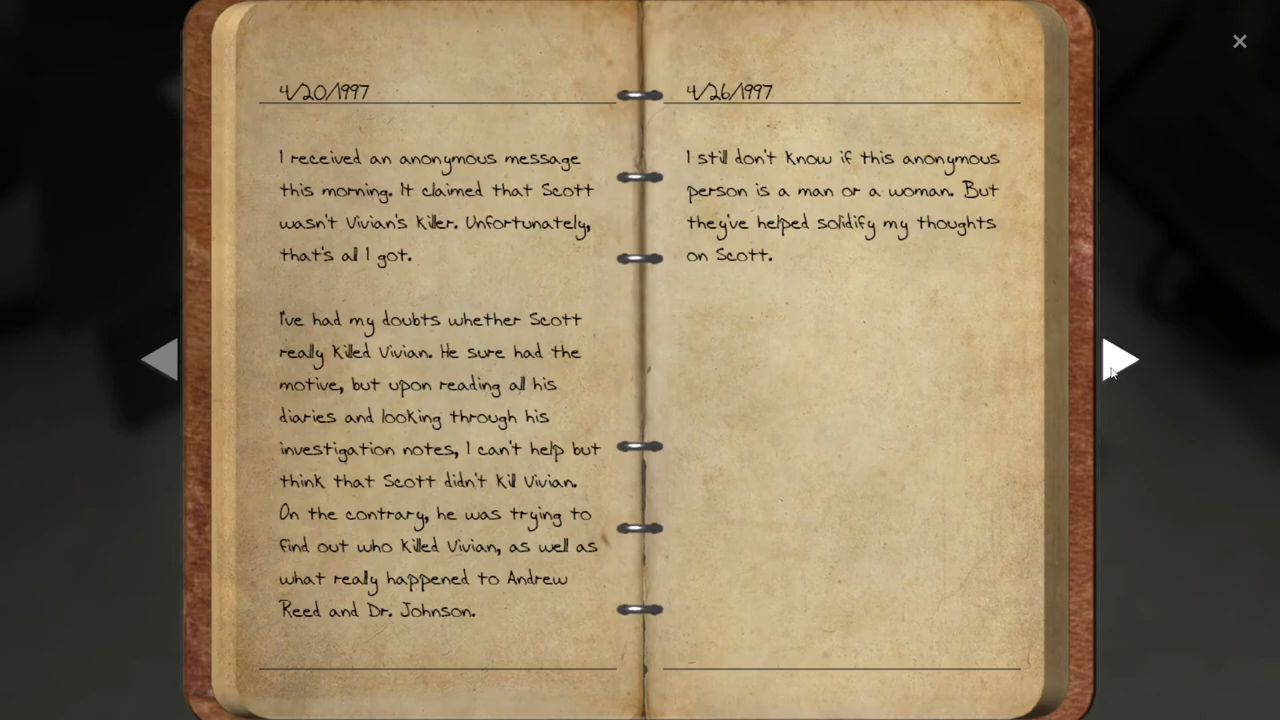 4/20/1997
I received an anonymous message
this morning. It claimed that Scott
wasn't Vivian's killer. Unfortunately,
that's all I got.
I've had my doubts whether Scott
really killed Vivian. He sure had the
motive, but upon reading all his
diaries and looking through his
investigation notes, I can't help but
think that Scott didn't kill Vivian.
On the contrary, he was trying to
find out who killed Vivian, as well as
what really happened to Andrew
Reed and Dr. Johnson.
4/26/1997
I still don't know if this anonymous
person is a man or a woman. But
they've helped solidify my thoughts
on Scott.